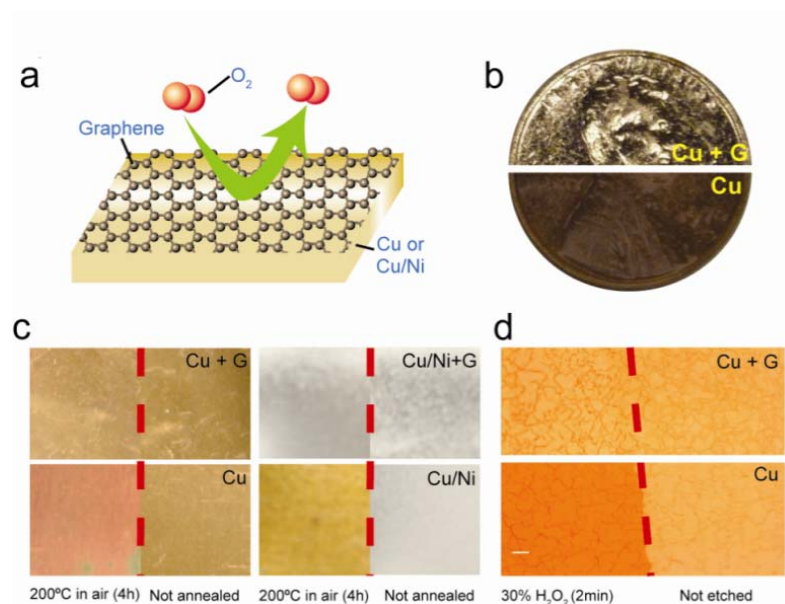 a
O₂
Graphene
Cu or
Cu/Ni
b
Cu + G
Cu
c
Cu + G
Cu/Ni+G
Cu
Cu/Ni
200ºC in air (4h)
Not annealed
200ºC in air (4h)
Not annealed
d
Cu + G
Cu
30% H₂O₂ (2min)
Not etched